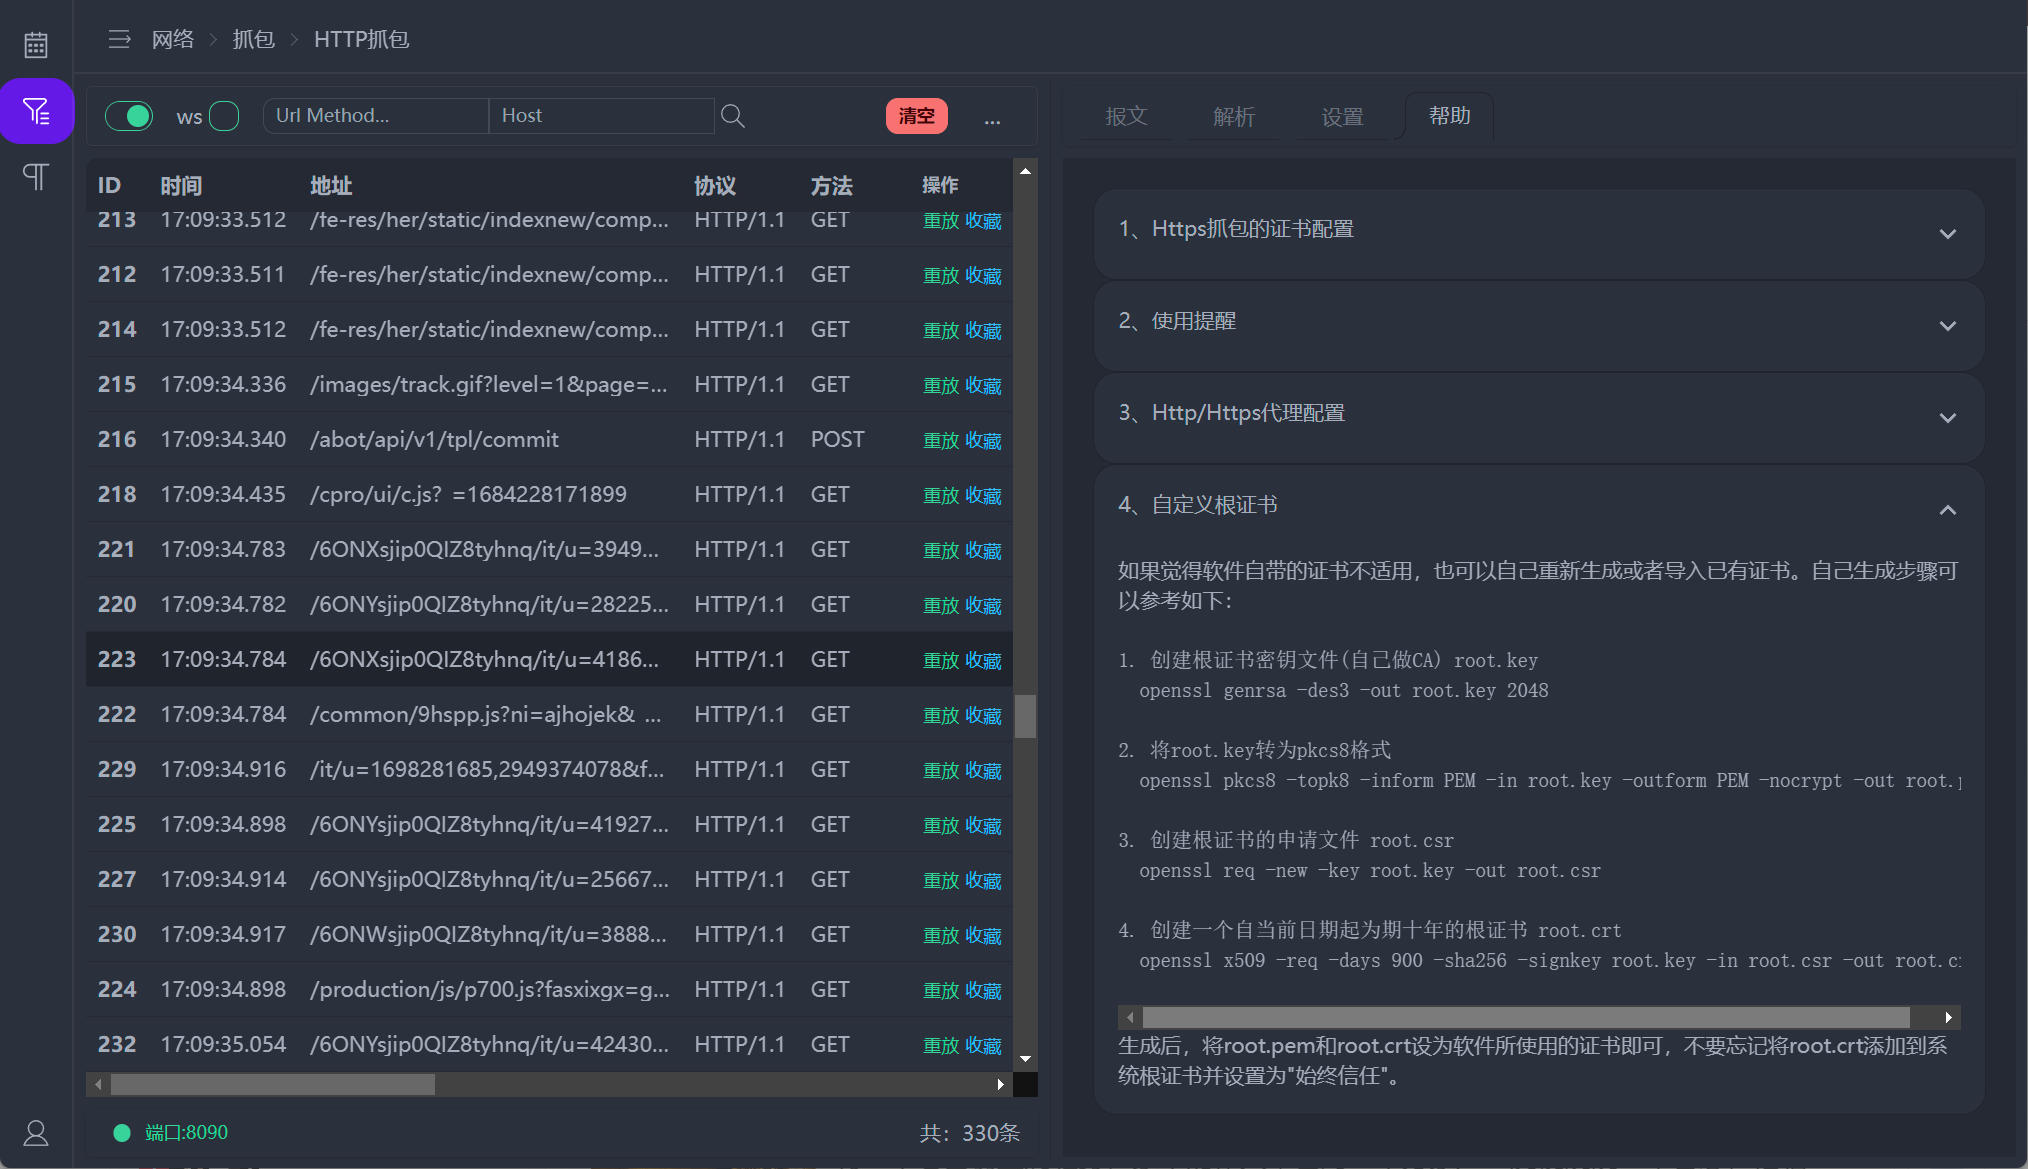 网络 > 抓包 > HTTP抓包
ws Url Method... Host 清空 ...
ID 时间 地址 协议 方法 操作
213 17:09:33.512 /fe-res/her/static/indexnew/comp... HTTP/1.1 GET 重放 收藏
212 17:09:33.511 /fe-res/her/static/indexnew/comp... HTTP/1.1 GET 重放 收藏
214 17:09:33.512 /fe-res/her/static/indexnew/comp... HTTP/1.1 GET 重放 收藏
215 17:09:34.336 /images/track.gif?level=1&page=... HTTP/1.1 GET 重放 收藏
216 17:09:34.340 /abot/api/v1/tpl/commit HTTP/1.1 POST 重放 收藏
218 17:09:34.435 /cpro/ui/c.js? =1684228171899 HTTP/1.1 GET 重放 收藏
221 17:09:34.783 /6ONXsjip0QIZ8tyhnq/it/u=3949... HTTP/1.1 GET 重放 收藏
220 17:09:34.782 /6ONYsjip0QIZ8tyhnq/it/u=28225... HTTP/1.1 GET 重放 收藏
223 17:09:34.784 /6ONXsjip0QIZ8tyhnq/it/u=4186... HTTP/1.1 GET 重放 收藏
222 17:09:34.784 /common/9hspp.js?ni=ajhojek& ... HTTP/1.1 GET 重放 收藏
229 17:09:34.916 /it/u=1698281685,2949374078&f... HTTP/1.1 GET 重放 收藏
225 17:09:34.898 /6ONYsjip0QIZ8tyhnq/it/u=41927... HTTP/1.1 GET 重放 收藏
227 17:09:34.914 /6ONYsjip0QIZ8tyhnq/it/u=25667... HTTP/1.1 GET 重放 收藏
230 17:09:34.917 /6ONWsjip0QIZ8tyhnq/it/u=3888... HTTP/1.1 GET 重放 收藏
224 17:09:34.898 /production/js/p700.js?fasxixgx=g... HTTP/1.1 GET 重放 收藏
232 17:09:35.054 /6ONYsjip0QIZ8tyhnq/it/u=42430... HTTP/1.1 GET 重放 收藏
端口:8090 共：330条
报文 解析 设置 帮助
1、Https抓包的证书配置
2、使用提醒
3、Http/Https代理配置
4、自定义根证书
如果觉得软件自带的证书不适用，也可以自己重新生成或者导入已有证书。自己生成步骤可
以参考如下：
1. 创建根证书密钥文件(自己做CA) root.key
openssl genrsa -des3 -out root.key 2048
2. 将root.key转为pkcs8格式
openssl pkcs8 -topk8 -inform PEM -in root.key -outform PEM -nocrypt -out root.
3. 创建根证书的申请文件 root.csr
openssl req -new -key root.key -out root.csr
4. 创建一个自当前日期起为期十年的根证书 root.crt
openssl x509 -req -days 900 -sha256 -signkey root.key -in root.csr -out root.c
生成后，将root.pem和root.crt设为软件所使用的证书即可，不要忘记将root.crt添加到系
统根证书并设置为"始终信任"。